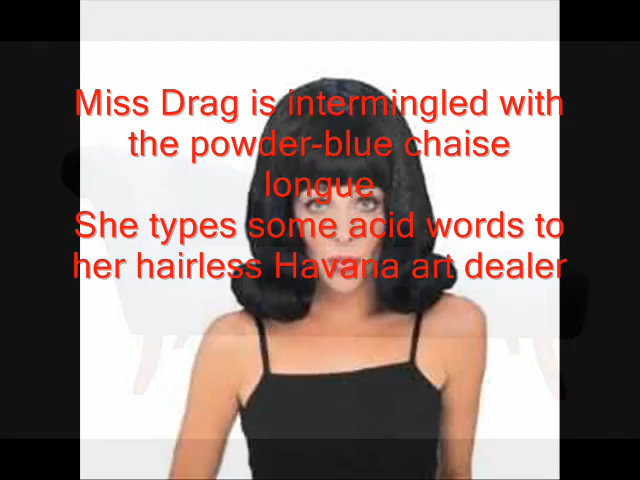 Miss Drag is intermingled with
the powder-blue chaise
longue
She types some acid words to
her hairless Havana art dealer